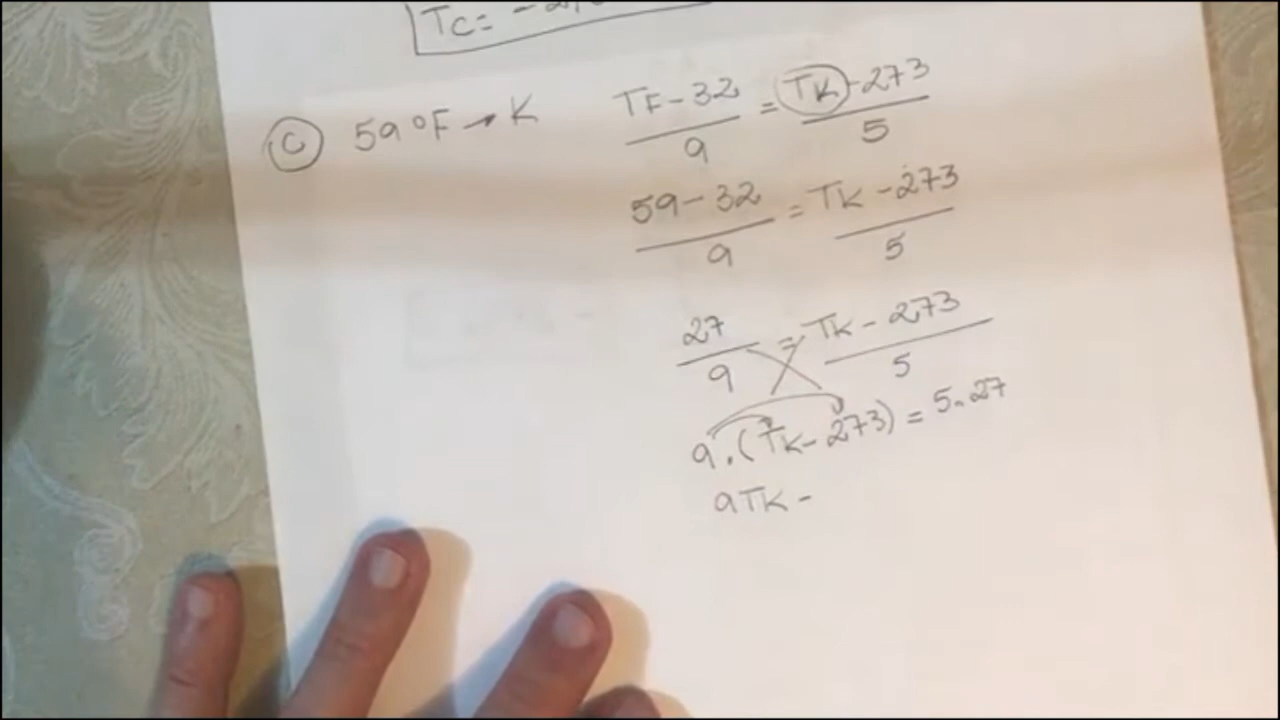 Tc= -
C 59 °F → K
TF - 32 / 9 = TK - 273 / 5
59 - 32 / 9 = TK - 273 / 5
27 / 9 = TK - 273 / 5
9 . (TK - 273) = 5.27
9TK -